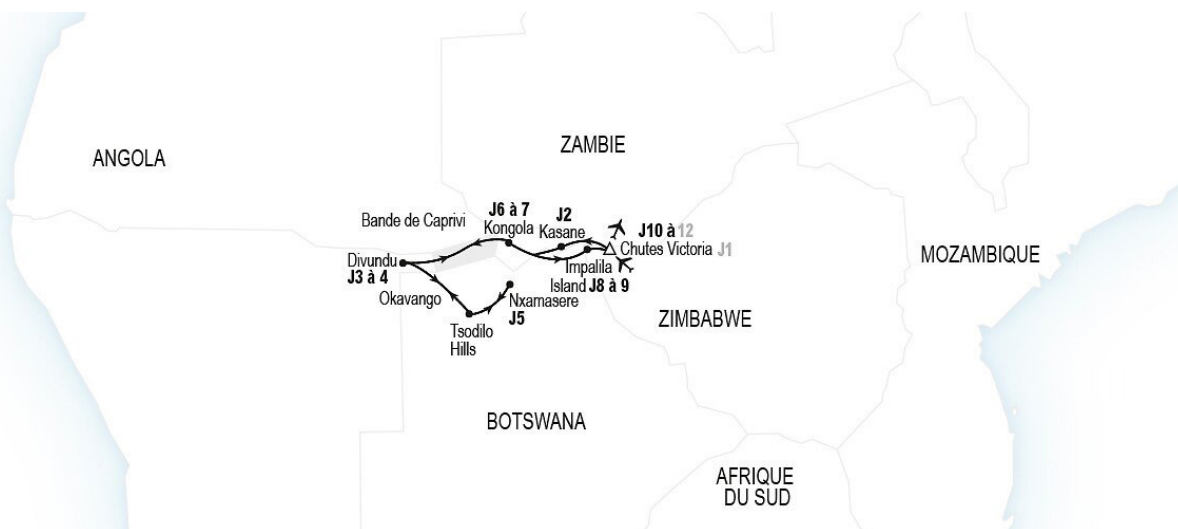 ZAMBIE
ANGOLA
Bande de Caprivi
J6 à 7
Kongola
J2
Kasane
J10 à 12
Chutes Victoria J1
MOZAMBIQUE
Divundu
J3 à 4
Impalila
Island J8 à 9
Okavango
Nxamasere
J5
ZIMBABWE
Tsodilo
Hills
BOTSWANA
AFRIQUE
DU SUD